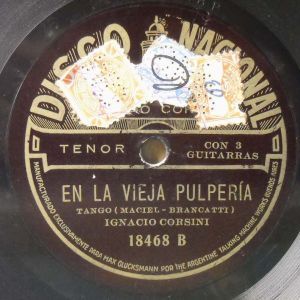 DISCO NACIONAL
TENOR
CON 3
GUITARRAS
EN LA VIEJA PULPERÍA
TANGO (MACIEL - BRANCATTI)
IGNACIO CORSINI
18468 B
MANUFACTURADO EXCLUSIVAMENTE PARA MAX GLÜCKSMANN POR THE ARGENTINE TALKING MACHINE WORKS BUENOS AIRES